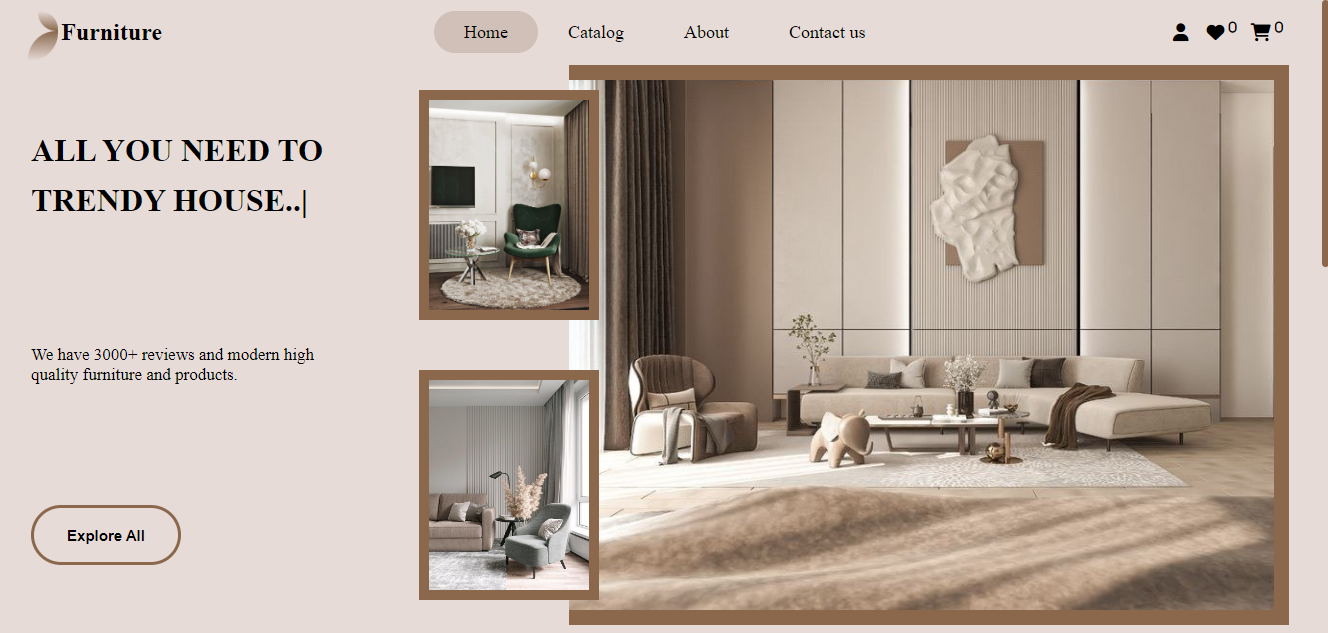 Furniture
Home
Catalog
About
Contact us
0
0
ALL YOU NEED TO
TRENDY HOUSE..|
We have 3000+ reviews and modern high
quality furniture and products.
Explore All